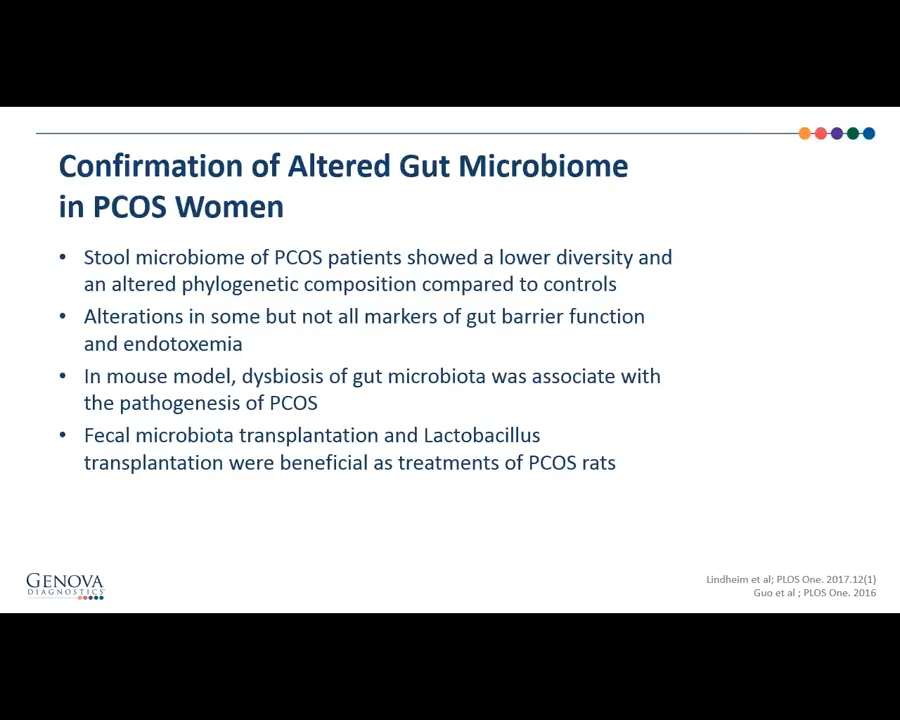 Confirmation of Altered Gut Microbiome
in PCOS Women
• Stool microbiome of PCOS patients showed a lower diversity and
an altered phylogenetic composition compared to controls
• Alterations in some but not all markers of gut barrier function
and endotoxemia
• In mouse model, dysbiosis of gut microbiota was associate with
the pathogenesis of PCOS
• Fecal microbiota transplantation and Lactobacillus
transplantation were beneficial as treatments of PCOS rats
GENOVA
DIAGNOSTICS
Lindheim et al; PLOS One. 2017.12(1)
Guo et al ; PLOS One. 2016